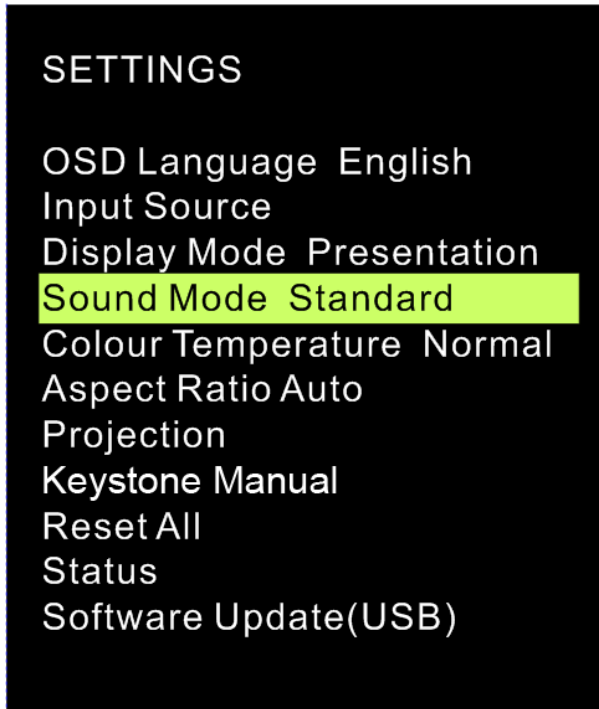 SETTINGS
OSD Language English
Input Source
Display Mode Presentation
Sound Mode Standard
Colour Temperature Normal
Aspect Ratio Auto
Projection
Keystone Manual
Reset All
Status
Software Update(USB)